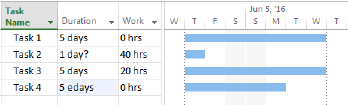 Task Name Duration Work
Jun 5, '16
W T F S S M T W T
Task 1 5 days 0 hrs
Task 2 1 day? 40 hrs
Task 3 5 days 20 hrs
Task 4 5 edays 0 hrs